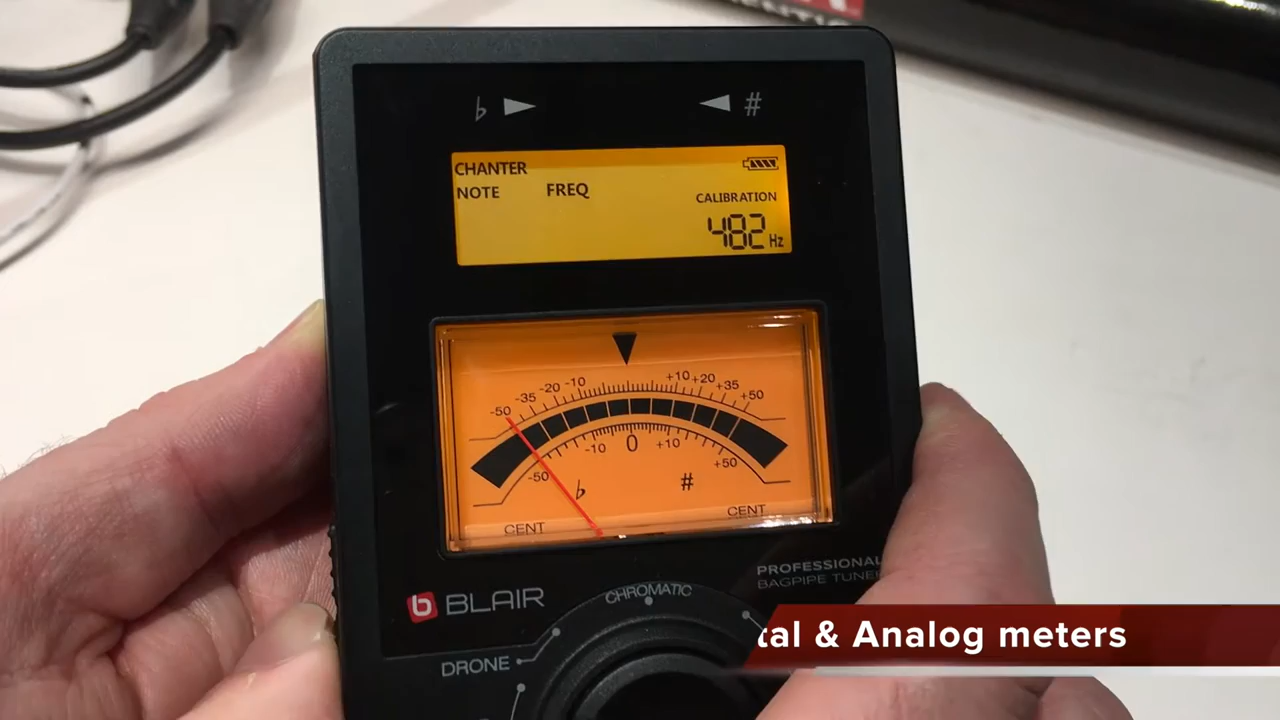 ♭ ▶ ◀ #
CHANTER
NOTE FREQ
CALIBRATION
482 Hz
-50 -35 -20 -10 +10 +20 +35 +50
-50 -10 0 +10 +50
♭ #
CENT CENT
PROFESSIONAL
BAGPIPE TUNER
b BLAIR
CHROMATIC
DRONE
tal & Analog meters